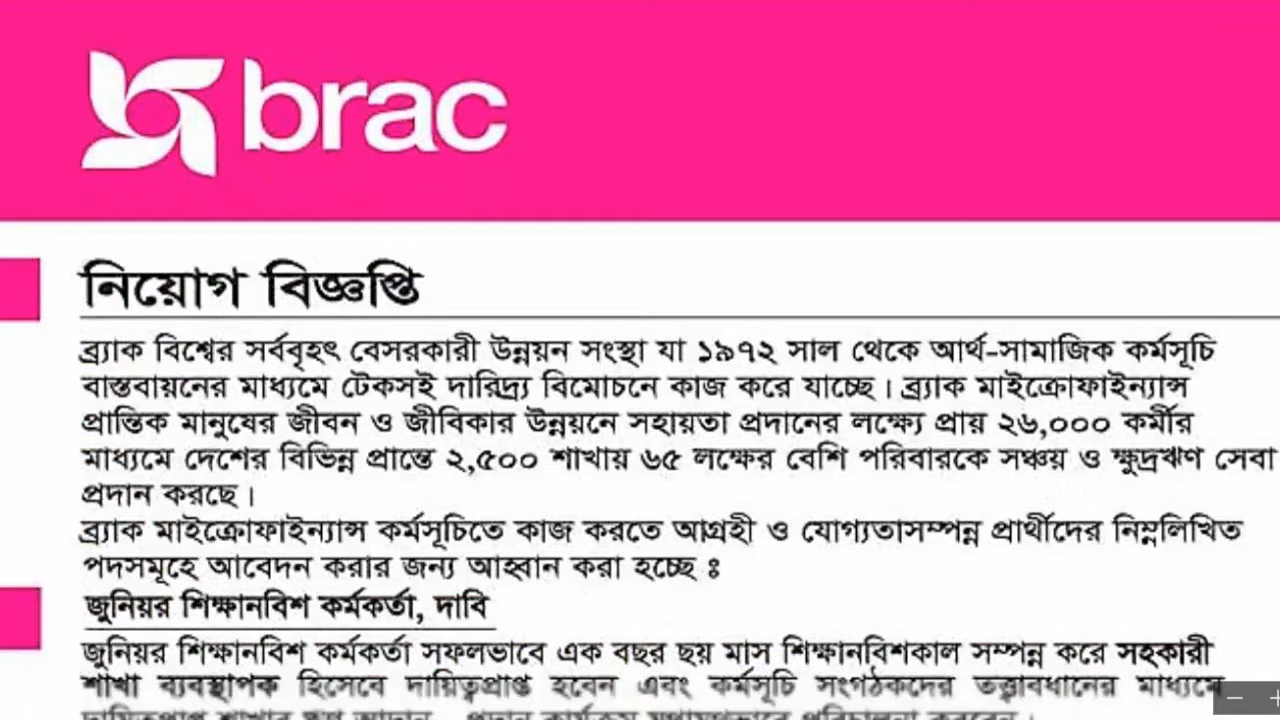 brac
নিয়োগ বিজ্ঞপ্তি
ব্র্যাক বিশ্বের সর্ববৃহৎ বেসরকারী উন্নয়ন সংস্থা যা ১৯৭২ সাল থেকে আর্থ-সামাজিক কর্মসূচি
বাস্তবায়নের মাধ্যমে টেকসই দারিদ্র্য বিমোচনে কাজ করে যাচ্ছে। ব্র্যাক মাইক্রোফাইন্যান্স
প্রান্তিক মানুষের জীবন ও জীবিকার উন্নয়নে সহায়তা প্রদানের লক্ষ্যে প্রায় ২৬,০০০ কর্মীর
মাধ্যমে দেশের বিভিন্ন প্রান্তে ২,৫০০ শাখায় ৬৫ লক্ষের বেশি পরিবারকে সঞ্চয় ও ক্ষুদ্রঋণ সেবা
প্রদান করছে।
ব্র্যাক মাইক্রোফাইন্যান্স কর্মসূচিতে কাজ করতে আগ্রহী ও যোগ্যতাসম্পন্ন প্রার্থীদের নিম্নলিখিত
পদসমূহে আবেদন করার জন্য আহ্বান করা হচ্ছে ঃ
জুনিয়র শিক্ষানবিশ কর্মকর্তা, দাবি
জুনিয়র শিক্ষানবিশ কর্মকর্তা সফলভাবে এক বছর ছয় মাস শিক্ষানবিশকাল সম্পন্ন করে সহকারী
শাখা ব্যবস্থাপক হিসেবে দায়িত্বপ্রাপ্ত হবেন এবং কর্মসূচি সংগঠকদের তত্ত্বাবধানের মাধ্যমে